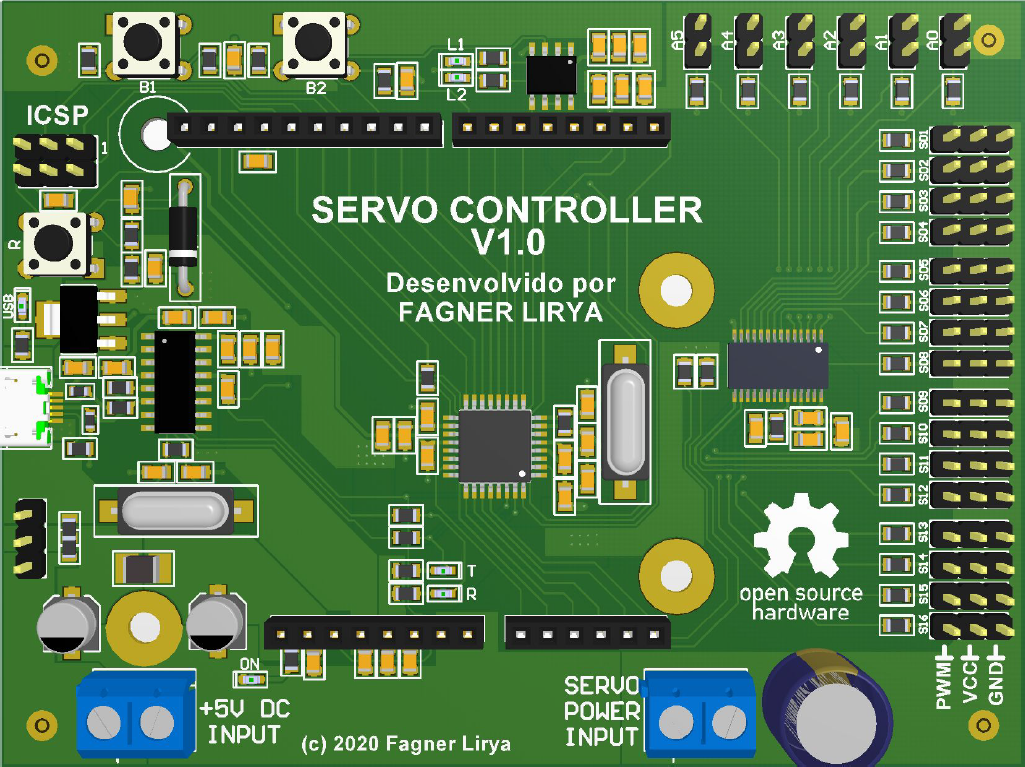 B1
B2
L1
L2
A5
A4
A3
A2
A1
A0
ICSP
1
R
USB
SERVO CONTROLLER
V1.0
Desenvolvido por
FAGNER LIRYA
S01
S02
S03
S04
S05
S06
S07
S08
S09
S10
S11
S12
S13
S14
S15
S16
T
R
open source
hardware
PWM
VCC
GND
ON
+5V DC
INPUT
(c) 2020 Fagner Lirya
SERVO
POWER
INPUT